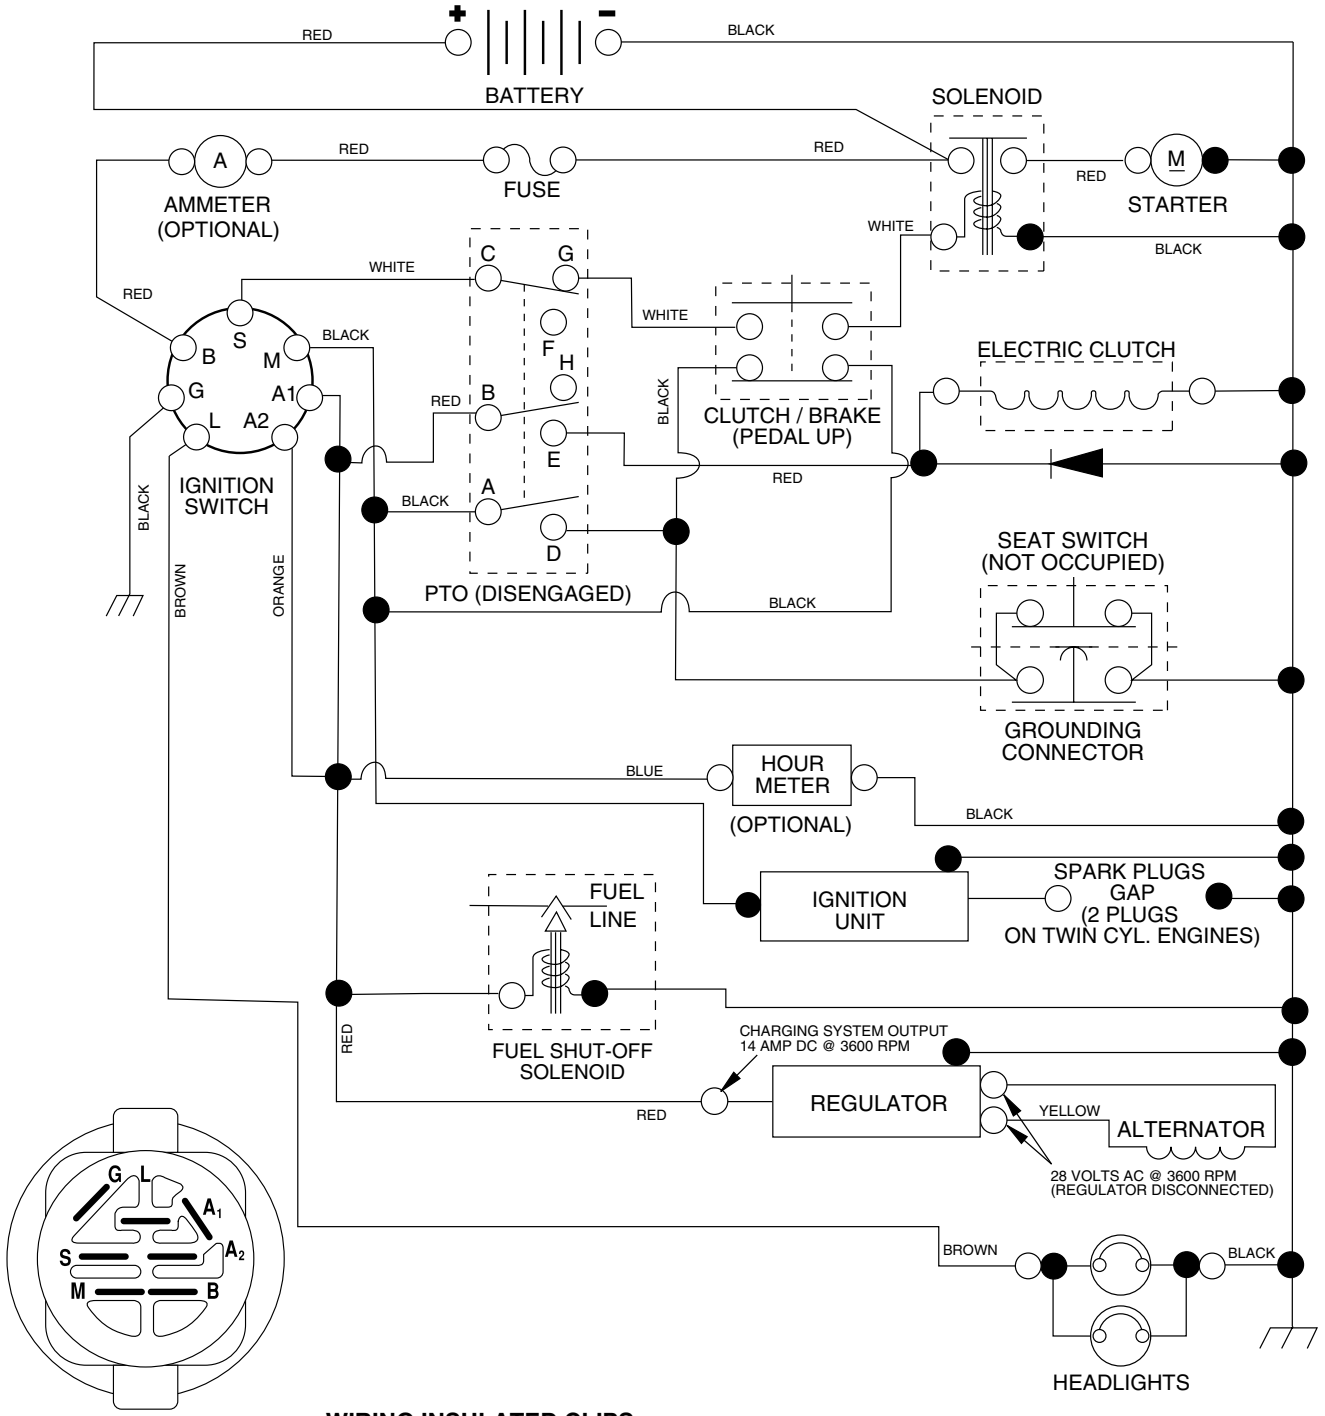 +
−
RED
BLACK
BATTERY
SOLENOID
A
RED
FUSE
RED
M
RED
STARTER
AMMETER
(OPTIONAL)
WHITE
BLACK
C
G
WHITE
RED
S
B
M
BLACK
F
WHITE
H
G
A1
L
A2
RED
B
BLACK
ELECTRIC CLUTCH
CLUTCH / BRAKE
(PEDAL UP)
E
RED
IGNITION
SWITCH
BLACK
BLACK
A
D
SEAT SWITCH
(NOT OCCUPIED)
BROWN
ORANGE
PTO (DISENGAGED)
BLACK
GROUNDING
CONNECTOR
BLUE
HOUR
METER
(OPTIONAL)
BLACK
FUEL
LINE
IGNITION
UNIT
SPARK PLUGS
GAP
(2 PLUGS
ON TWIN CYL. ENGINES)
RED
FUEL SHUT-OFF
SOLENOID
CHARGING SYSTEM OUTPUT
14 AMP DC @ 3600 RPM
RED
REGULATOR
YELLOW
ALTERNATOR
28 VOLTS AC @ 3600 RPM
(REGULATOR DISCONNECTED)
G L
A1
A2
S
M
B
BROWN
BLACK
HEADLIGHTS
WIRING INSULATED CLIPS